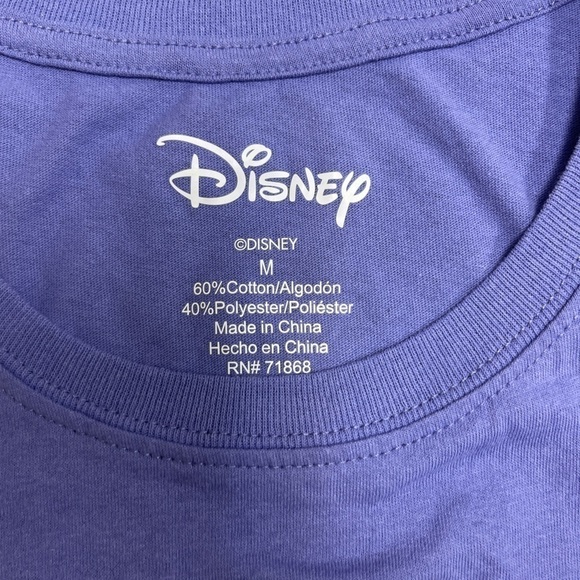 Disney
©DISNEY
M
60%Cotton/Algodón
40%Polyester/Poliéster
Made in China
Hecho en China
RN# 71868